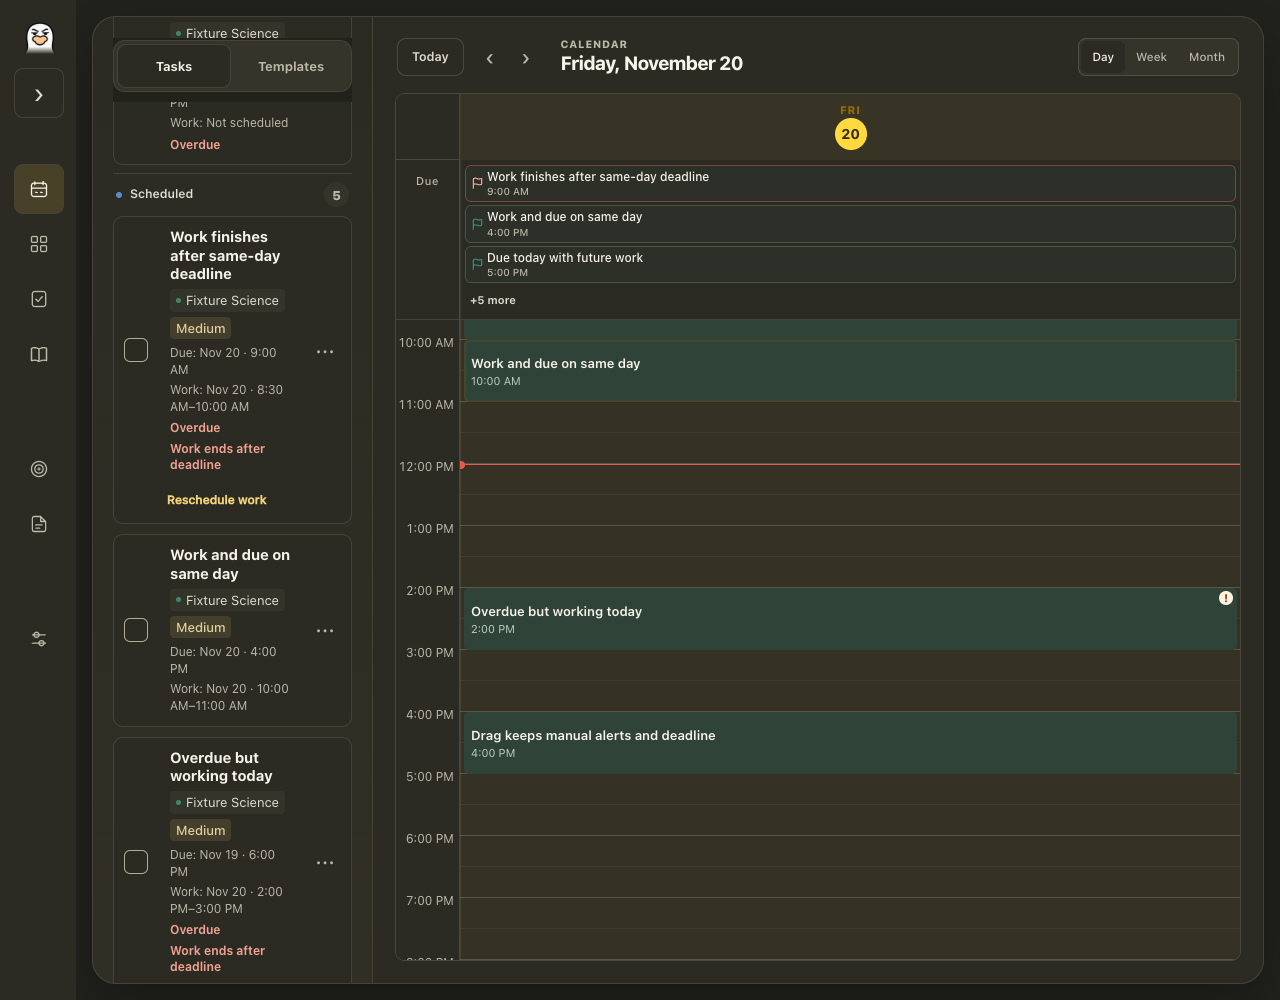 Fixture Science
Tasks
Templates
PM
Work: Not scheduled
Overdue
Scheduled
5
Work finishes
after same-day
deadline
Fixture Science
Medium
Due: Nov 20 · 9:00
AM
Work: Nov 20 · 8:30
AM–10:00 AM
Overdue
Work ends after
deadline
Reschedule work
Work and due on
same day
Fixture Science
Medium
Due: Nov 20 · 4:00
PM
Work: Nov 20 · 10:00
AM–11:00 AM
Overdue but
working today
Fixture Science
Medium
Due: Nov 19 · 6:00
PM
Work: Nov 20 · 2:00
PM–3:00 PM
Overdue
Work ends after
deadline
Today
CALENDAR
Friday, November 20
Day
Week
Month
FRI
20
Due
Work finishes after same-day deadline
9:00 AM
Work and due on same day
4:00 PM
Due today with future work
5:00 PM
+5 more
10:00 AM
Work and due on same day
10:00 AM
11:00 AM
12:00 PM
1:00 PM
2:00 PM
Overdue but working today
2:00 PM
!
3:00 PM
4:00 PM
Drag keeps manual alerts and deadline
4:00 PM
5:00 PM
6:00 PM
7:00 PM